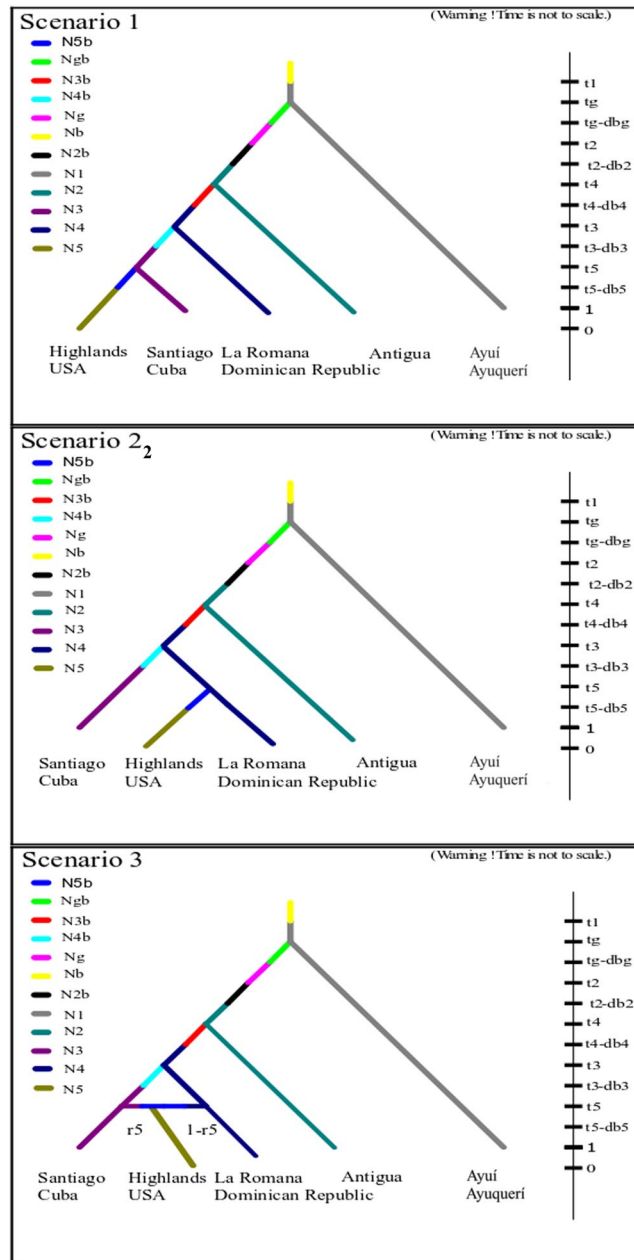 Scenario 1
(Warning ! Time is not to scale.)
N5b
Ngb
N3b
N4b
Ng
Nb
N2b
N1
N2
N3
N4
N5
t1
tg
tg-dbg
t2
t2-db2
t4
t4-db4
t3
t3-db3
t5
t5-db5
1
0
Highlands
USA
Santiago
Cuba
La Romana
Dominican Republic
Antigua
Ayuí
Ayuquerí
Scenario 2 2
(Warning ! Time is not to scale.)
N5b
Ngb
N3b
N4b
Ng
Nb
N2b
N1
N2
N3
N4
N5
t1
tg
tg-dbg
t2
t2-db2
t4
t4-db4
t3
t3-db3
t5
t5-db5
1
0
Santiago
Cuba
Highlands
USA
La Romana
Dominican Republic
Antigua
Ayuí
Ayuquerí
Scenario 3
(Warning ! Time is not to scale.)
N5b
Ngb
N3b
N4b
Ng
Nb
N2b
N1
N2
N3
N4
N5
t1
tg
tg-dbg
t2
t2-db2
t4
t4-db4
t3
t3-db3
t5
t5-db5
1
0
r5
1-r5
Santiago
Cuba
Highlands
USA
La Romana
Dominican Republic
Antigua
Ayuí
Ayuquerí